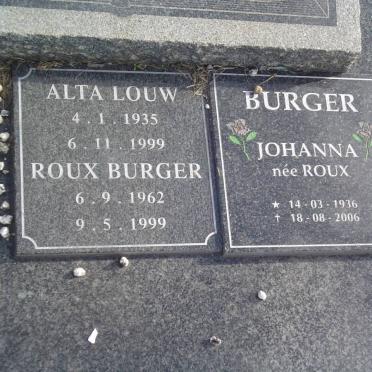 ALTA LOUW
4 . 1 . 1935
6 . 11 . 1999
ROUX BURGER
6 . 9 . 1962
9 . 5 . 1999
BURGER
JOHANNA
née ROUX
★ 14 - 03 - 1936
† 18 - 08 - 2006